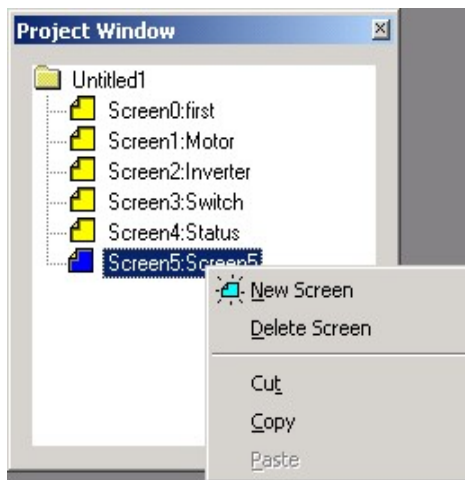 Project Window
Untitled1
Screen0:first
Screen1:Motor
Screen2:Inverter
Screen3:Switch
Screen4:Status
Screen5:Screen5
New Screen
Delete Screen
Cut
Copy
Paste